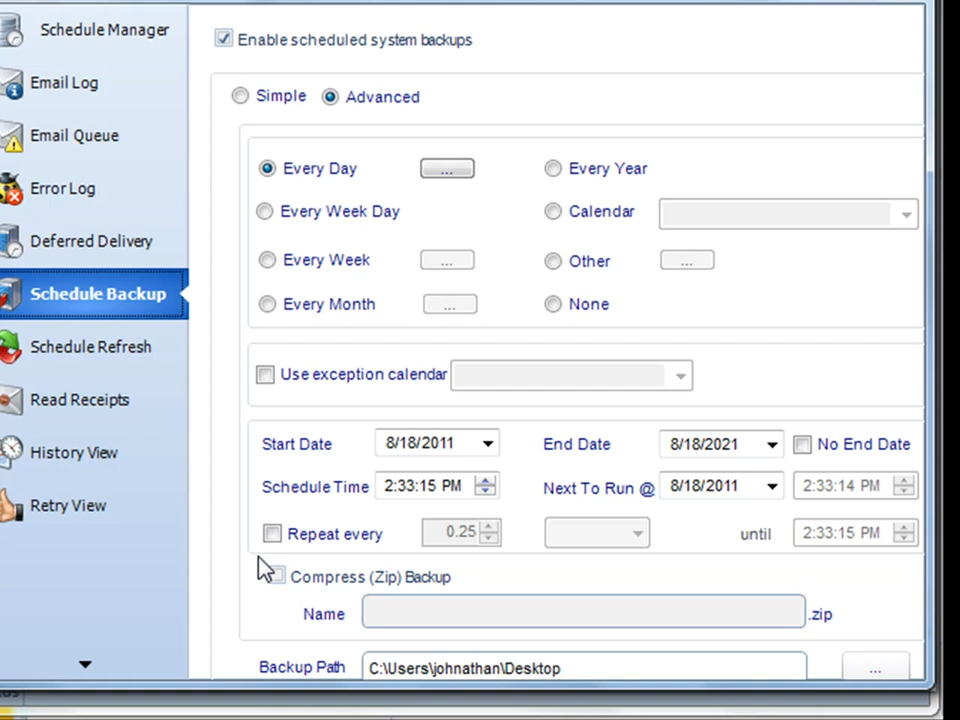 Schedule Manager
Email Log
Email Queue
Error Log
Deferred Delivery
Schedule Backup
Schedule Refresh
Read Receipts
History View
Retry View
Enable scheduled system backups
Simple Advanced
Every Day ... Every Year
Every Week Day Calendar
Every Week ... Other ...
Every Month ... None
Use exception calendar
Start Date 8/18/2011 End Date 8/18/2021 No End Date
Schedule Time 2:33:15 PM Next To Run @ 8/18/2011 2:33:14 PM
Repeat every 0.25 until 2:33:15 PM
Compress (Zip) Backup
Name .zip
Backup Path C:\Users\johnathan\Desktop ...